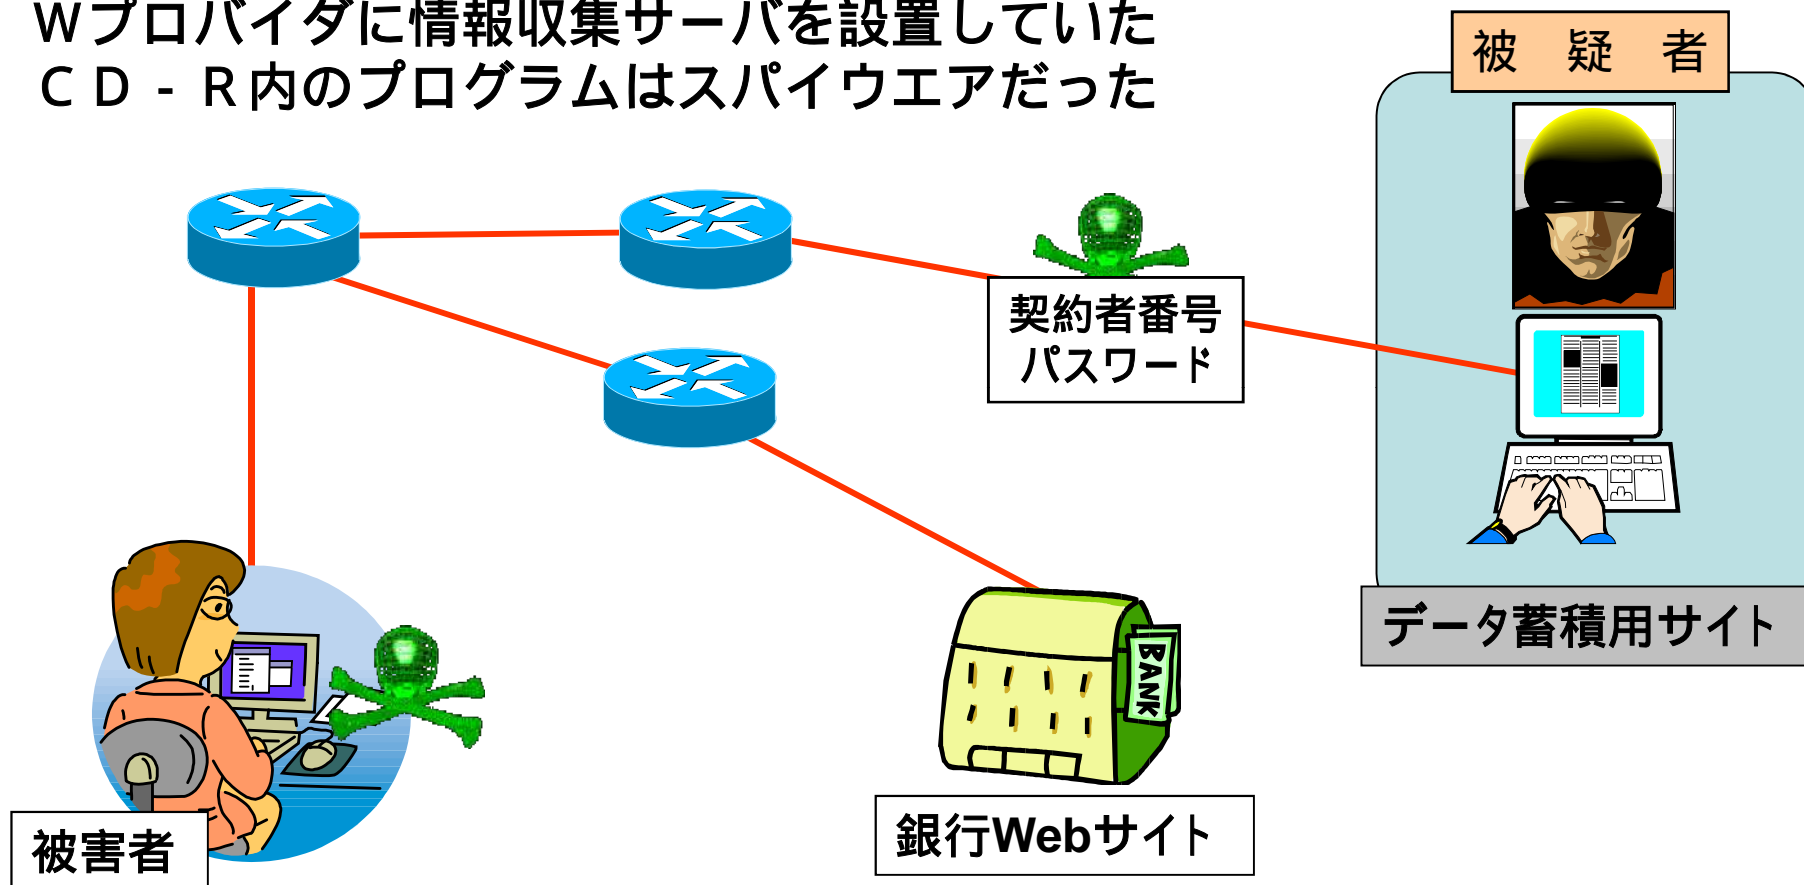 Wプロバイダに情報収集サーバを設置していた
CD-R内のプログラムはスパイウエアだった
被 疑 者
契約者番号
パスワード
データ蓄積用サイト
BANK
銀行Webサイト
被害者